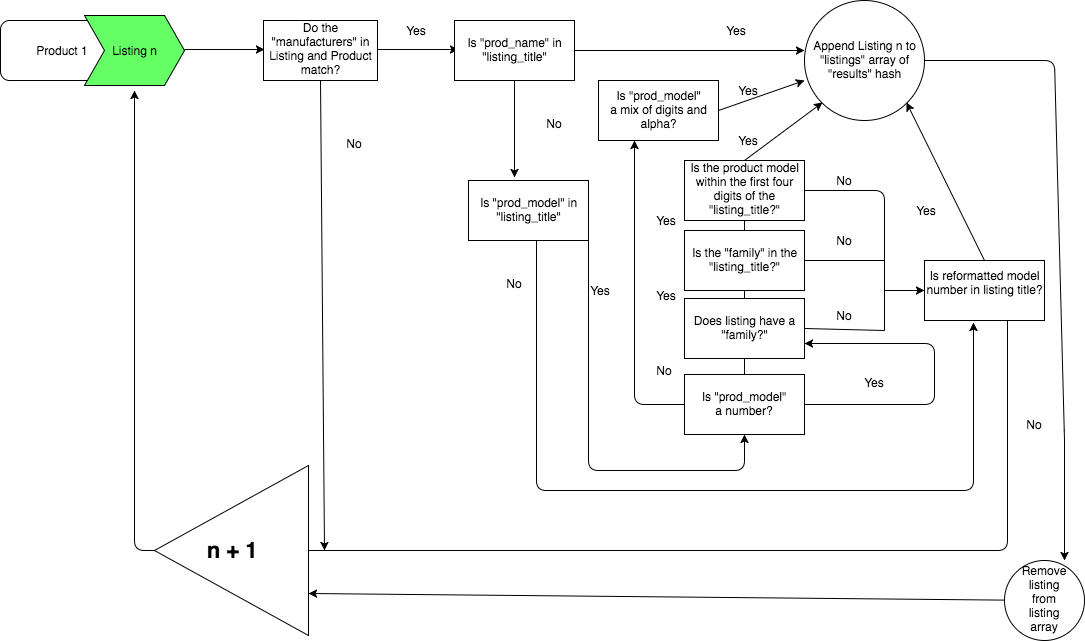 Product 1
Listing n
Do the
"manufacturers" in
Listing and Product
match?
Yes
Is "prod_name" in
"listing_title"
Yes
Append Listing n to
"listings" array of
"results" hash
No
No
Is "prod_model"
a mix of digits and
alpha?
Yes
Yes
Is "prod_model" in
"listing_title"
Is the product model
within the first four
digits of the
"listing_title?"
No
Yes
Yes
Is the "family" in the
"listing_title?"
No
No
Yes
Yes
Is reformatted model
number in listing title?
Does listing have a
"family?"
No
No
Is "prod_model"
a number?
Yes
No
n + 1
Remove
listing
from
listing
array